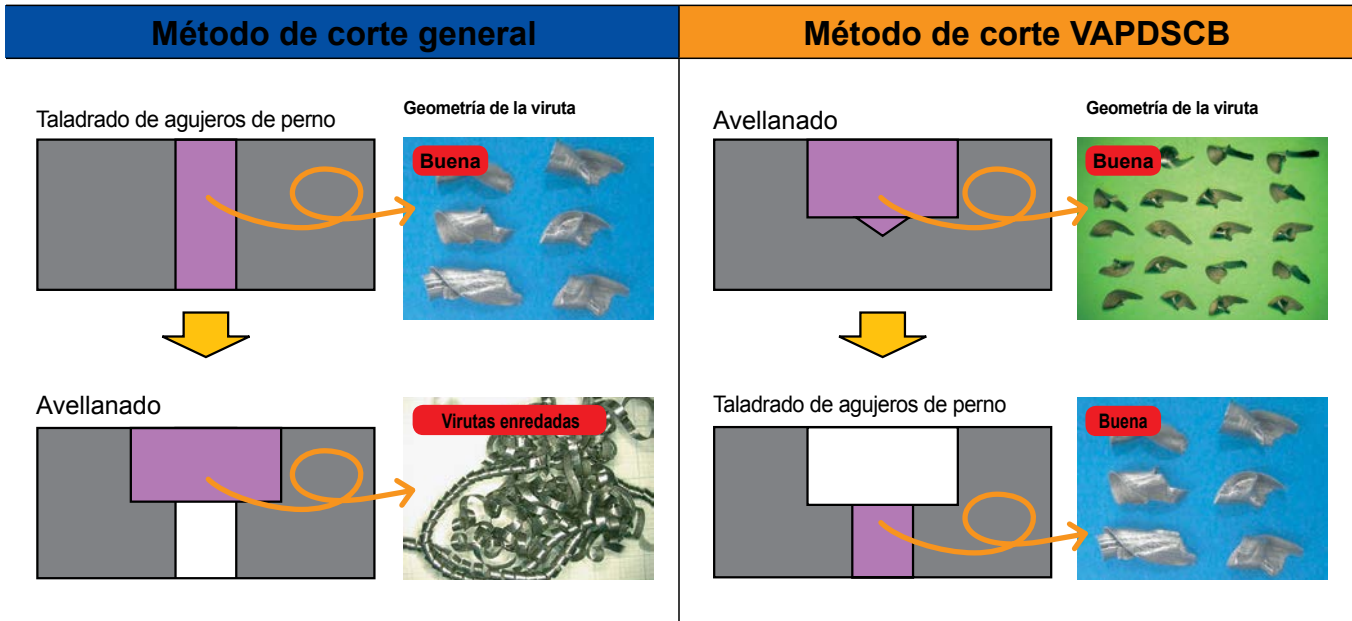 Método de corte general
Taladrado de agujeros de perno
Geometría de la viruta
Buena
Avellanado
Virutas enredadas
Método de corte VAPDSCB
Avellanado
Geometría de la viruta
Buena
Taladrado de agujeros de perno
Buena